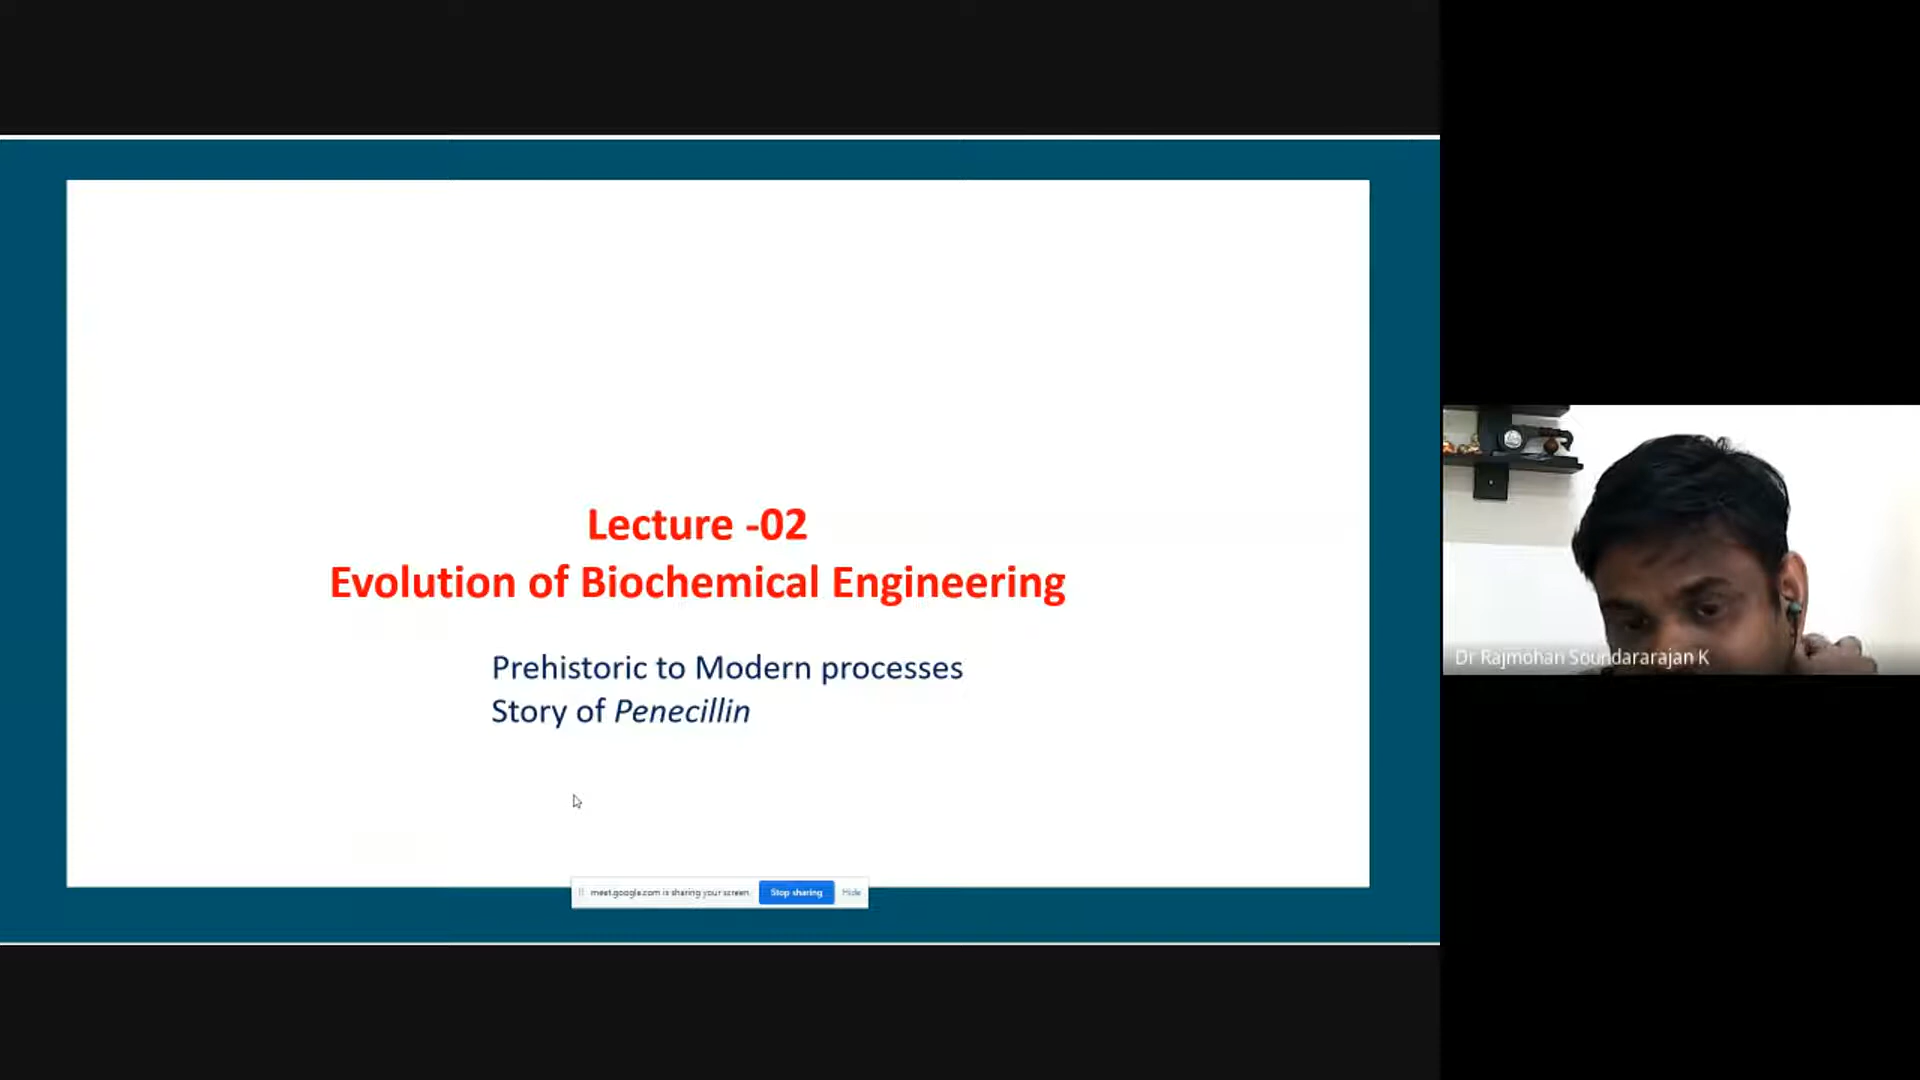 Lecture -02
Evolution of Biochemical Engineering
Prehistoric to Modern processes
Story of Penecillin
meet.google.com is sharing your screen. Stop sharing Hide
Dr Rajmohan Soundararajan K